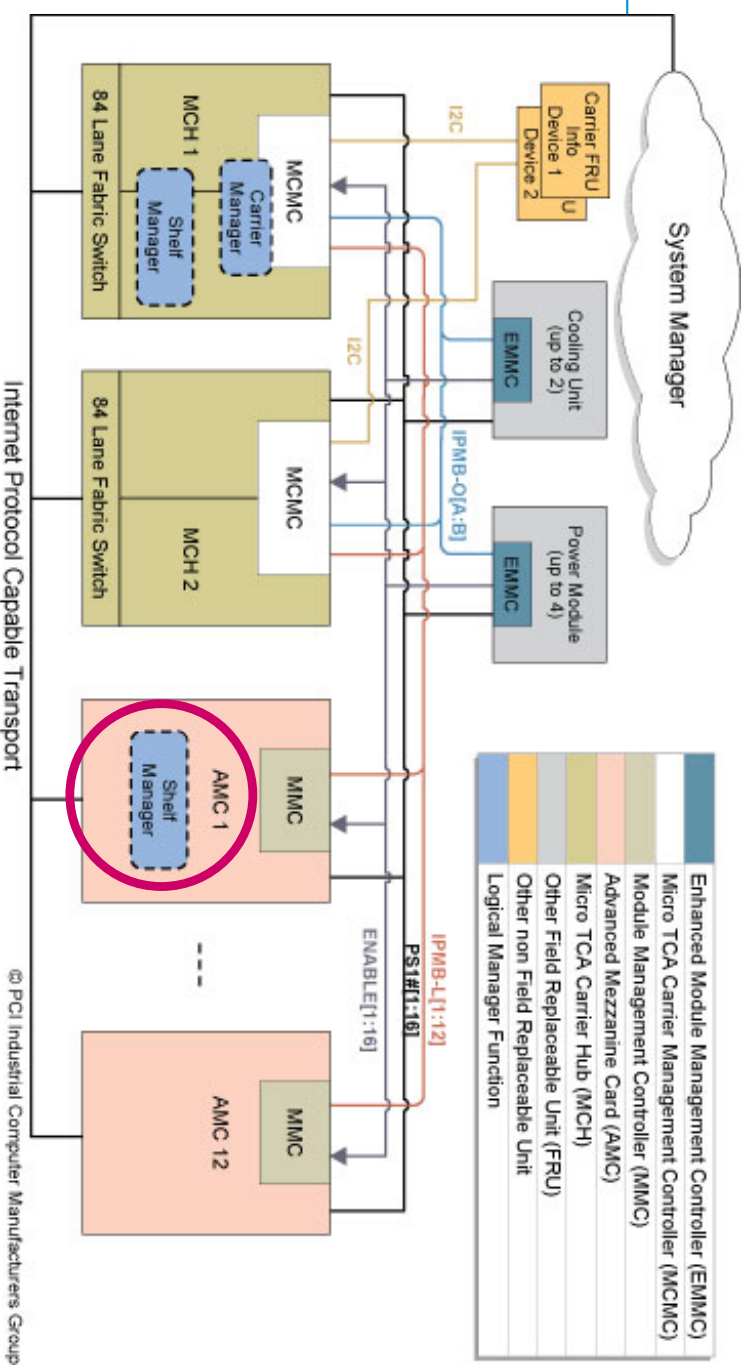 System Manager
Carrier FRU
Info
Device 1
U
Device 2
Cooling Unit
(up to 2)
EMMC
Power Module
(up to 4)
EMMC
Enhanced Module Management Controller (EMMC)
Micro TCA Carrier Management Controller (MCMC)
Module Management Controller (MMC)
Advanced Mezzanine Card (AMC)
Micro TCA Carrier Hub (MCH)
Other Field Replaceable Unit (FRU)
Other non Field Replaceable Unit
Logical Manager Function
I2C
I2C
IPMB-O[A:B]
IPMB-L[1:12]
PS1#[1:16]
ENABLE[1:16]
MCMC
Carrier
Manager
MCH 1
Shelf
Manager
84 Lane Fabric Switch
MCMC
MCH 2
84 Lane Fabric Switch
MMC
AMC 1
Shelf
Manager
MMC
AMC 12
Internet Protocol Capable Transport
© PCI Industrial Computer Manufacturers Group